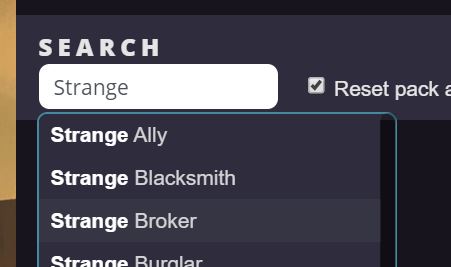 SEARCH
Strange
Reset pack a
Strange Ally
Strange Blacksmith
Strange Broker
Strange Burglar